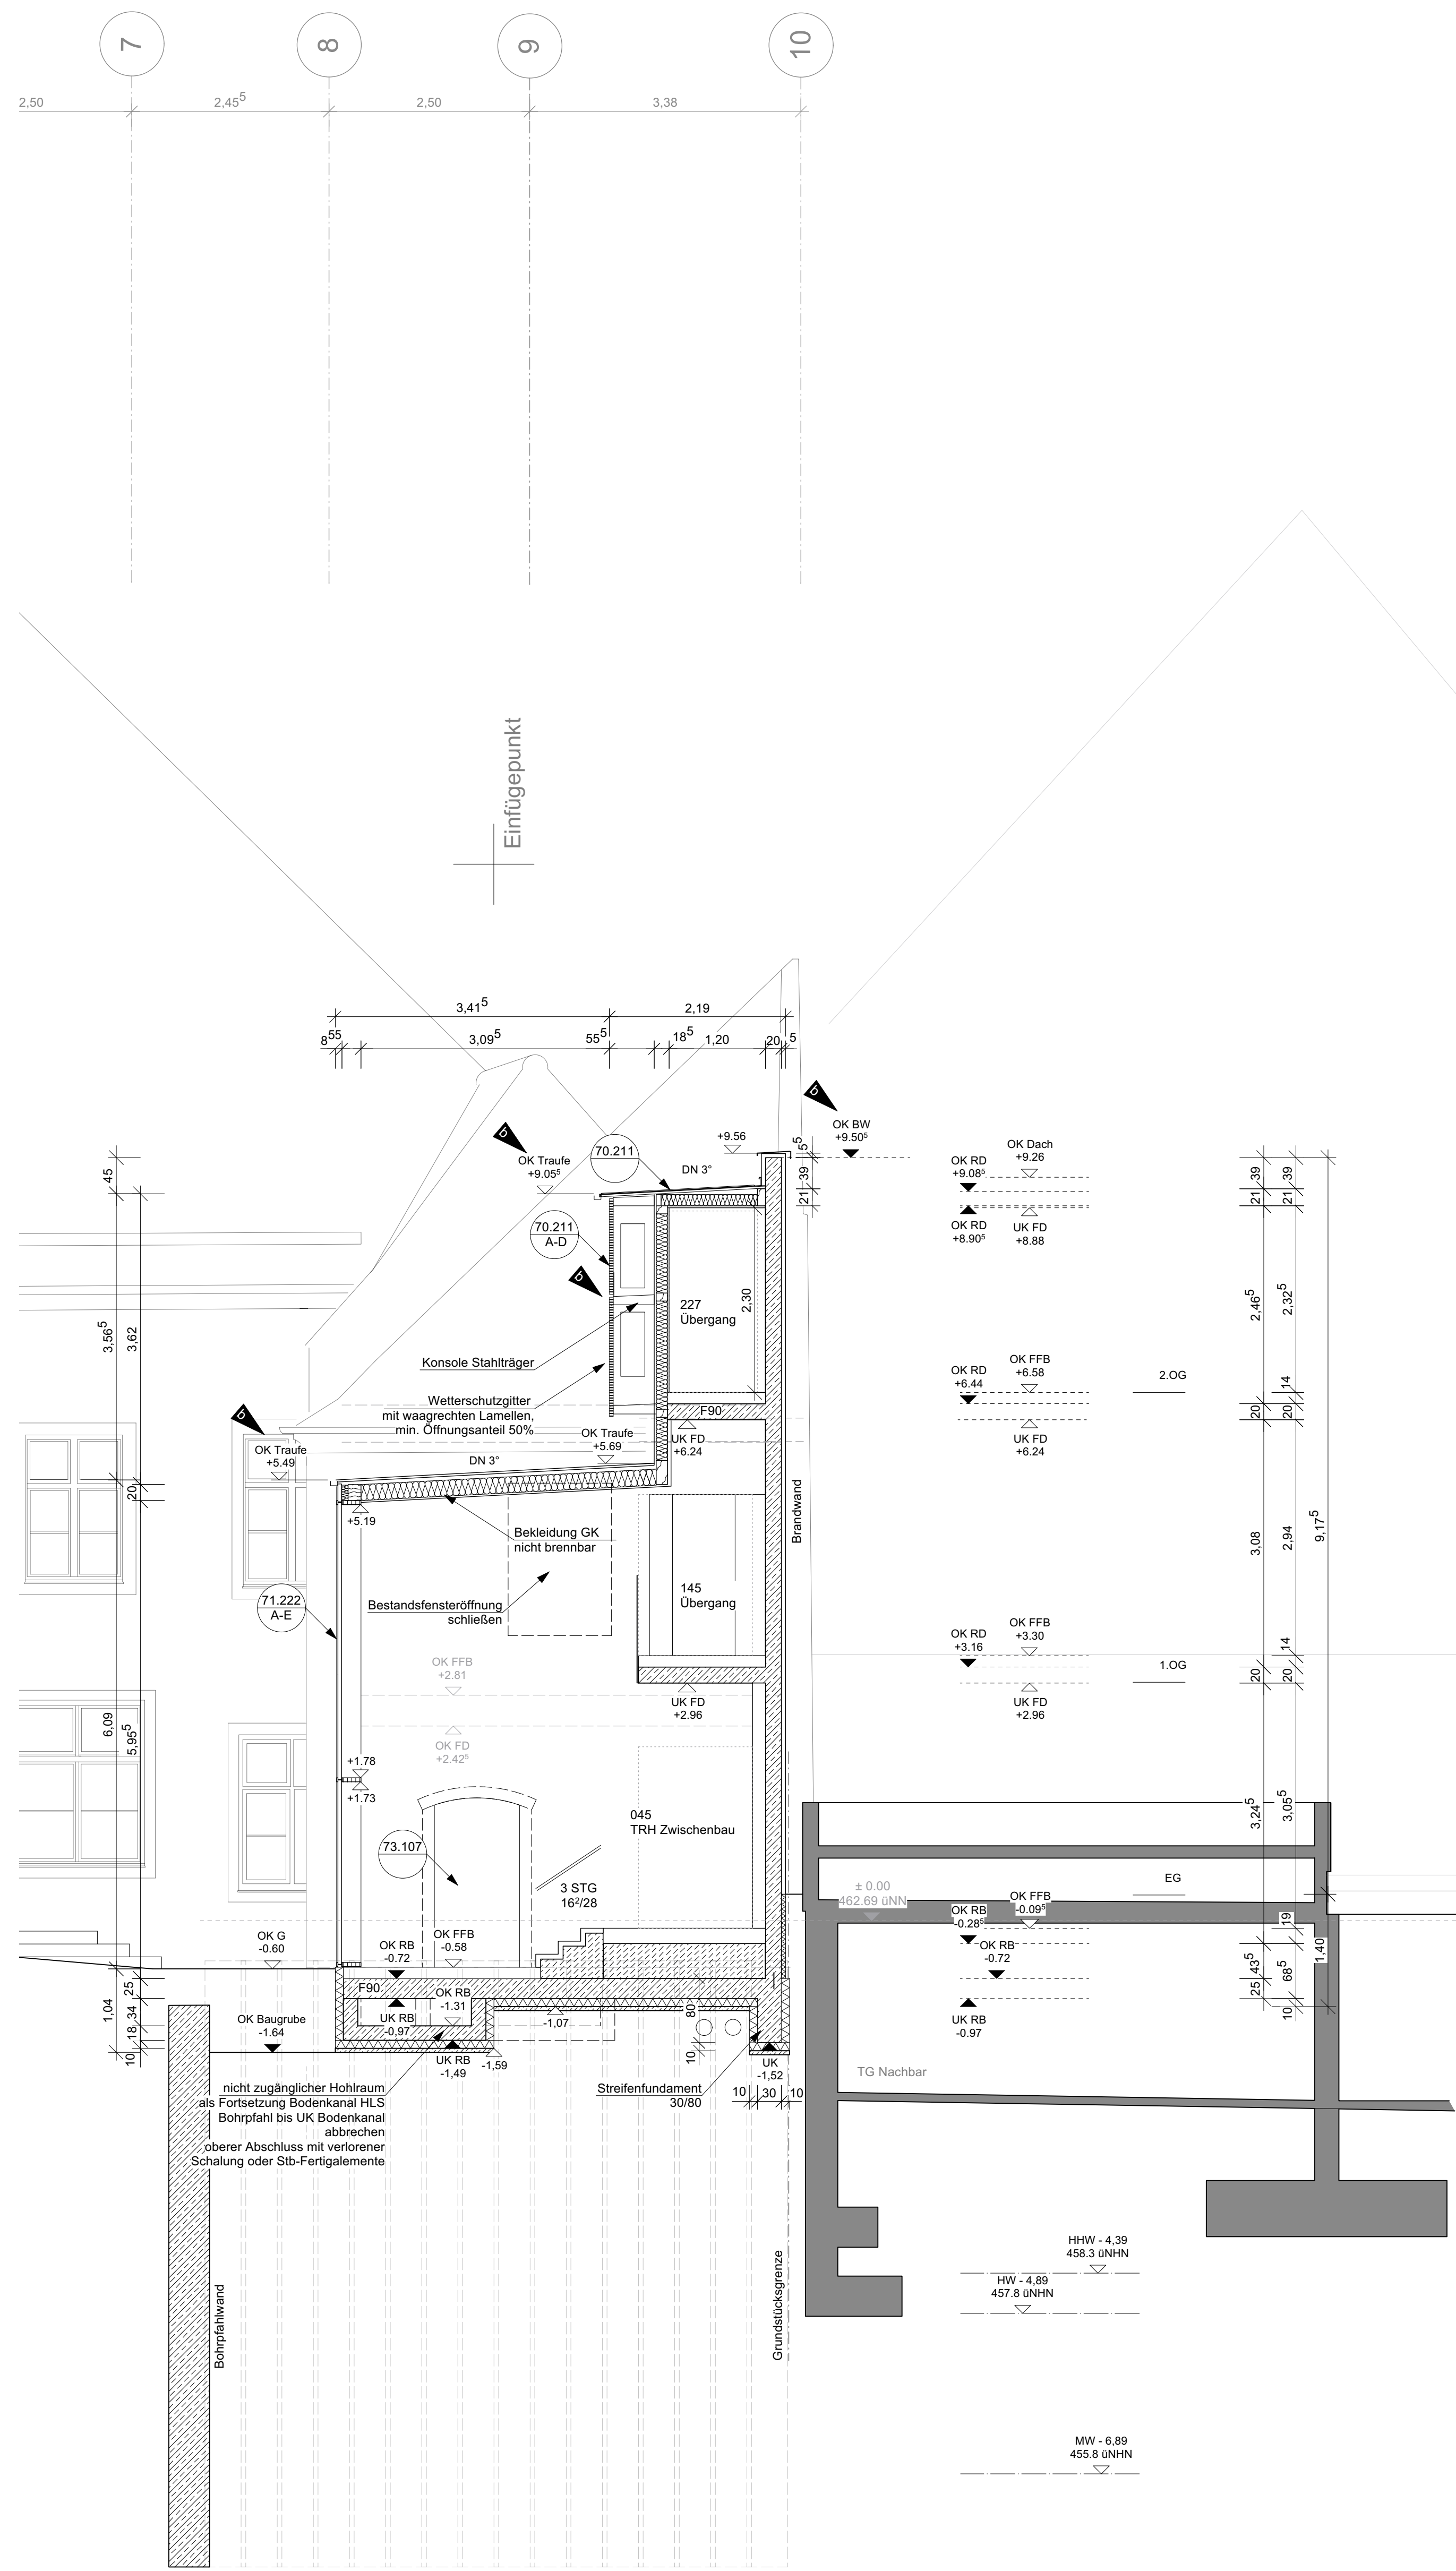 7
8
9
10
2,50
2,45⁵
2,50
3,38
Einfügepunkt
3,41⁵
2,19
8⁵⁵
3,09⁵
55⁵
18⁵
1,20
20
5
b
OK BW
+9.50⁵
b
OK Traufe
+9.05⁵
70.211
+9.56
DN 3°
5⁵
39
21
OK Dach
+9.26
OK RD
+9.08⁵
OK RD
+8.90⁵
UK FD
+8.88
39
21
39
21
45
70.211
A-D
b
227
Übergang
2,30
2,46⁵
2,32⁵
3,56⁵
3,62
Konsole Stahlträger
Wetterschutzgitter
mit waagrechten Lamellen,
min. Öffnungsanteil 50%
OK RD
+6.44
OK FFB
+6.58
2.OG
14
20
20
F90
b
OK Traufe
+5.49
OK Traufe
+5.69
UK FD
+6.24
UK FD
+6.24
DN 3°
20
+5.19
Brandwand
Bekleidung GK
nicht brennbar
3,08
2,94
9,17⁵
71.222
A-E
Bestandsfensteröffnung
schließen
145
Übergang
OK RD
+3.16
OK FFB
+3.30
1.OG
14
20
20
OK FFB
+2.81
UK FD
+2.96
UK FD
+2.96
6,09
5,95⁵
OK FD
+2.42⁵
+1.78
+1.73
045
TRH Zwischenbau
3,24⁵
3,05⁵
73.107
3 STG
16²/28
± 0.00
462.69 üNN
EG
OK FFB
-0.09⁵
OK RB
-0.28⁵
19
OK G
-0.60
OK RB
-0.72
OK FFB
-0.58
OK RB
-0.72
43⁵
68⁵
1,40
F90
OK RB
-1.31
25
10
UK RB
-0.97
1,04
25
34
18
10
OK Baugrube
-1.64
UK RB
-0,97
-1,07
80
10
UK RB
-1,49
-1,59
UK
-1,52
TG Nachbar
nicht zugänglicher Hohlraum
als Fortsetzung Bodenkanal HLS
Bohrpfahl bis UK Bodenkanal
abbrechen
oberer Abschluss mit verlorener
Schalung oder Stb-Fertigalemente
Streifenfundament
30/80
10
30
10
Bohrpfahlwand
Grundstücksgrenze
HHW - 4,39
458.3 üNHN
HW - 4,89
457.8 üNHN
MW - 6,89
455.8 üNHN